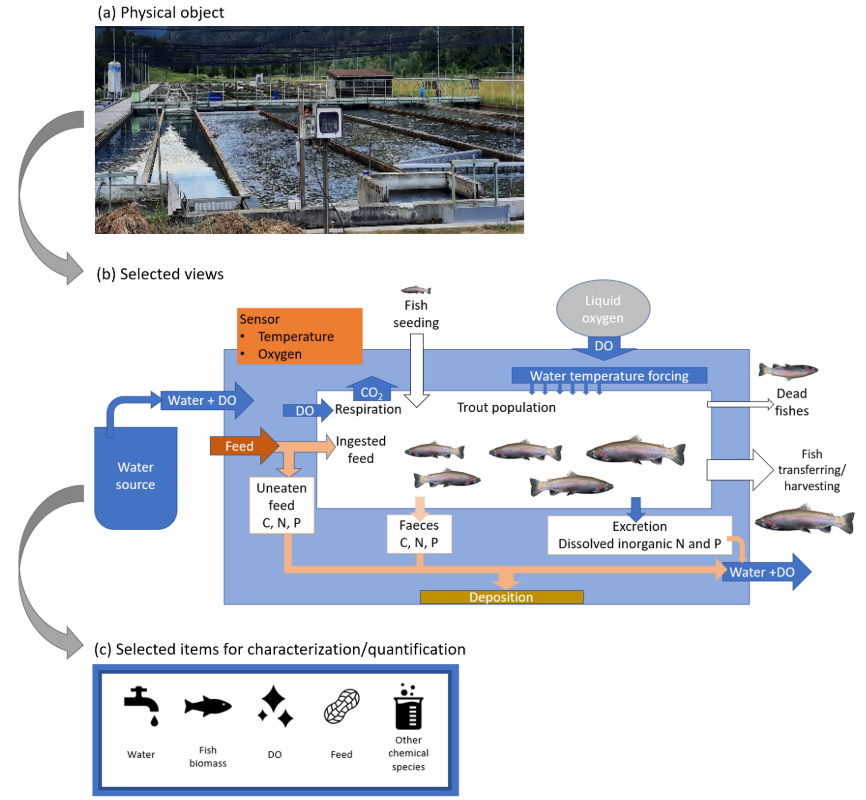 (a) Physical object
(b) Selected views
Sensor
• Temperature
• Oxygen
Fish
seeding
Liquid
oxygen
DO
Water temperature forcing
Water + DO
CO₂
DO
Respiration
Trout population
Dead
fishes
Feed
Ingested
feed
Water
source
Fish
transferring/
harvesting
Uneaten
feed
C, N, P
Faeces
C, N, P
Excretion
Dissolved inorganic N and P
Water +DO
Deposition
(c) Selected items for characterization/quantification
Water
Fish
biomass
DO
Feed
Other
chemical
species